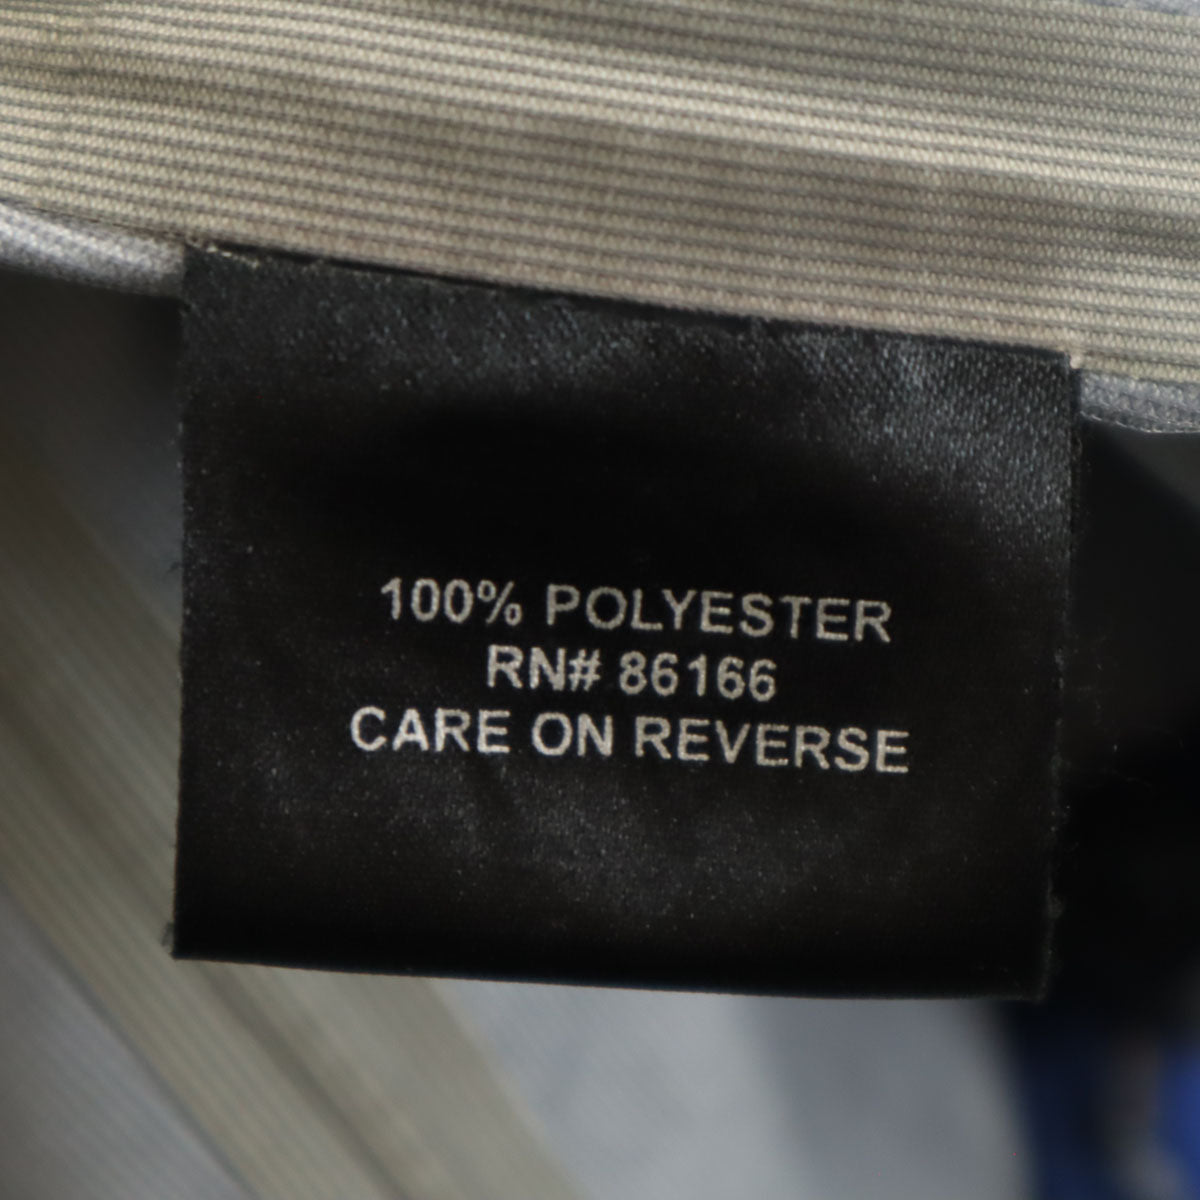 100% POLYESTER
RN# 86166
CARE ON REVERSE